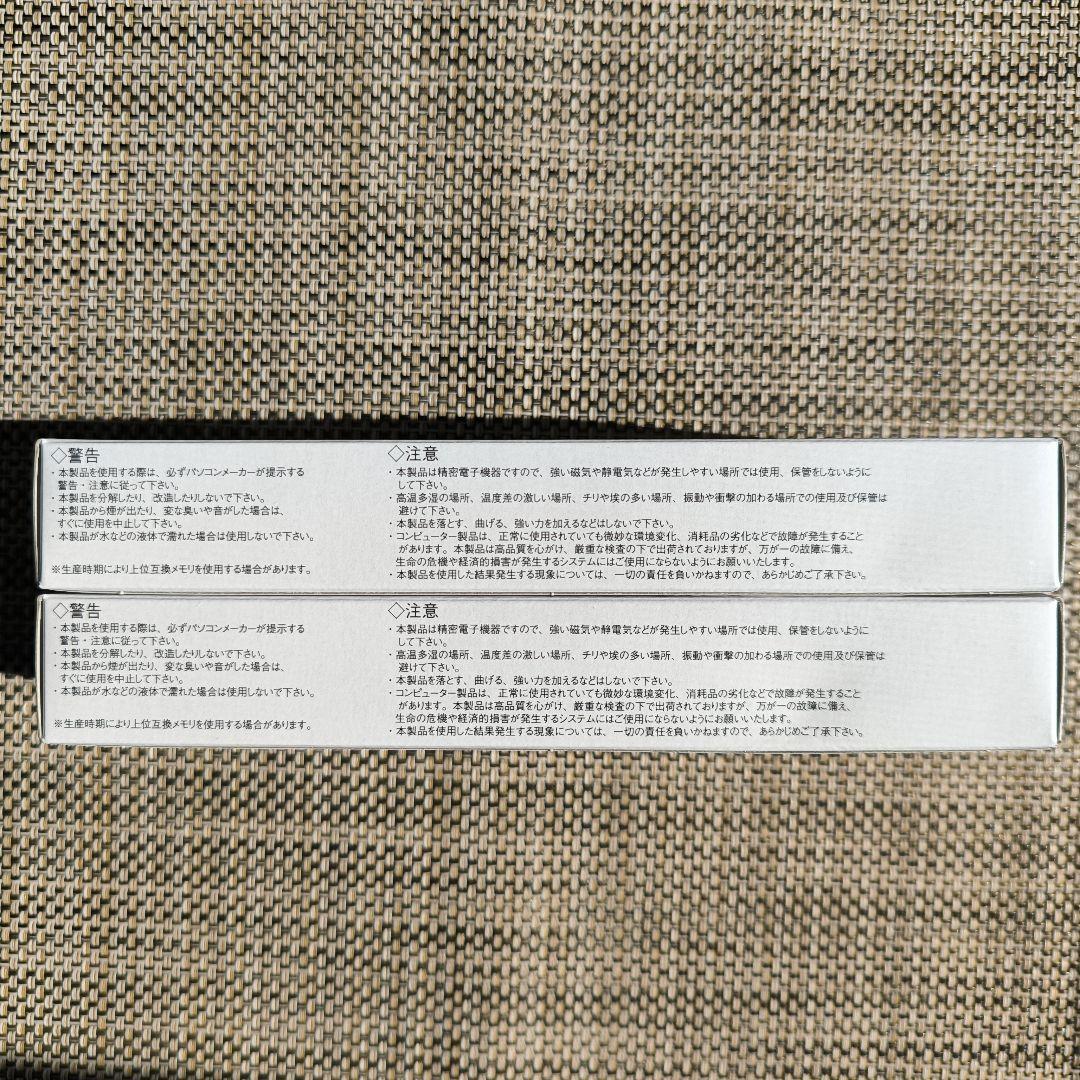 ◇警告
・本製品を使用する際は、必ずパソコンメーカーが提示する
警告・注意に従って下さい。
・本製品を分解したり、改造したりしないで下さい。
・本製品から煙が出たり、変な臭いや音がした場合は、
すぐに使用を中止して下さい。
・本製品が水などの液体で濡れた場合は使用しないで下さい。
※生産時期により上位互換メモリを使用する場合があります。
◇注意
・本製品は精密電子機器ですので、強い磁気や静電気などが発生しやすい場所では使用、保管をしないように
して下さい。
・高温多湿の場所、温度差の激しい場所、チリや埃の多い場所、振動や衝撃の加わる場所での使用及び保管は
避けて下さい。
・本製品を落とす、曲げる、強い力を加えるなどはしないで下さい。
・コンピューター製品は、正常に使用されていても微妙な環境変化、消耗品の劣化などで故障が発生すること
があります。本製品は高品質を心がけ、厳重な検査の下で出荷されておりますが、万が一の故障に備え、
生命の危機や経済的損害が発生するシステムにはご使用にならないようにお願いいたします。
・本製品を使用した結果発生する現象については、一切の責任を負いかねますので、あらかじめご了承下さい。
◇警告
・本製品を使用する際は、必ずパソコンメーカーが提示する
警告・注意に従って下さい。
・本製品を分解したり、改造したりしないで下さい。
・本製品から煙が出たり、変な臭いや音がした場合は、
すぐに使用を中止して下さい。
・本製品が水などの液体で濡れた場合は使用しないで下さい。
※生産時期により上位互換メモリを使用する場合があります。
◇注意
・本製品は精密電子機器ですので、強い磁気や静電気などが発生しやすい場所では使用、保管をしないように
して下さい。
・高温多湿の場所、温度差の激しい場所、チリや埃の多い場所、振動や衝撃の加わる場所での使用及び保管は
避けて下さい。
・本製品を落とす、曲げる、強い力を加えるなどはしないで下さい。
・コンピューター製品は、正常に使用されていても微妙な環境変化、消耗品の劣化などで故障が発生すること
があります。本製品は高品質を心がけ、厳重な検査の下で出荷されておりますが、万が一の故障に備え、
生命の危機や経済的損害が発生するシステムにはご使用にならないようにお願いいたします。
・本製品を使用した結果発生する現象については、一切の責任を負いかねますので、あらかじめご了承下さい。